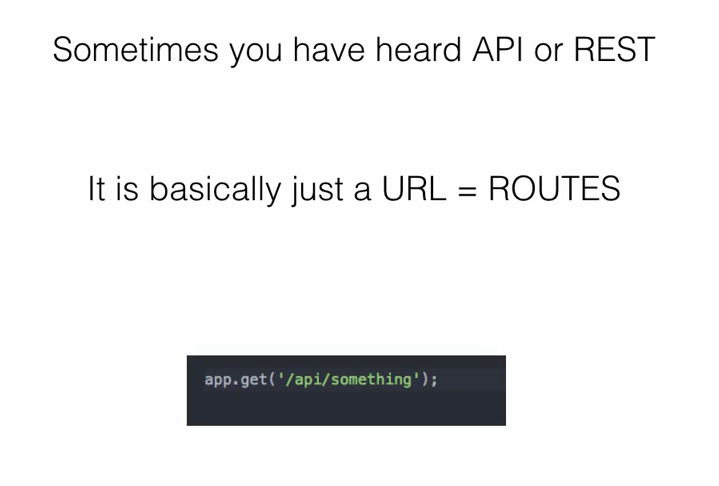 Sometimes you have heard API or REST
It is basically just a URL = ROUTES
app.get('/api/something');